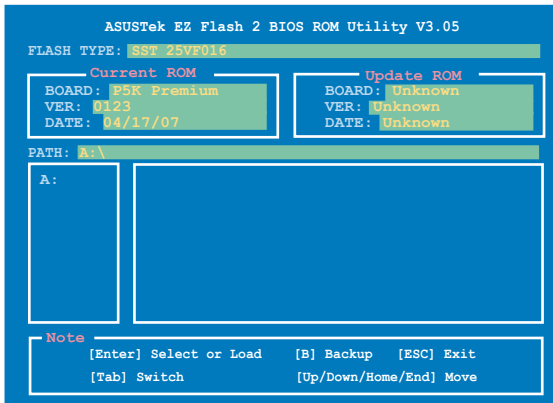 ASUSTek EZ Flash 2 BIOS ROM Utility V3.05
FLASH TYPE: SST 25VF016
Current ROM
BOARD: P5K Premium
VER: 0123
DATE: 04/17/07
Update ROM
BOARD: Unknown
VER: Unknown
DATE: Unknown
PATH: A:\
A:
Note
[Enter] Select or Load [B] Backup [ESC] Exit
[Tab] Switch [Up/Down/Home/End] Move